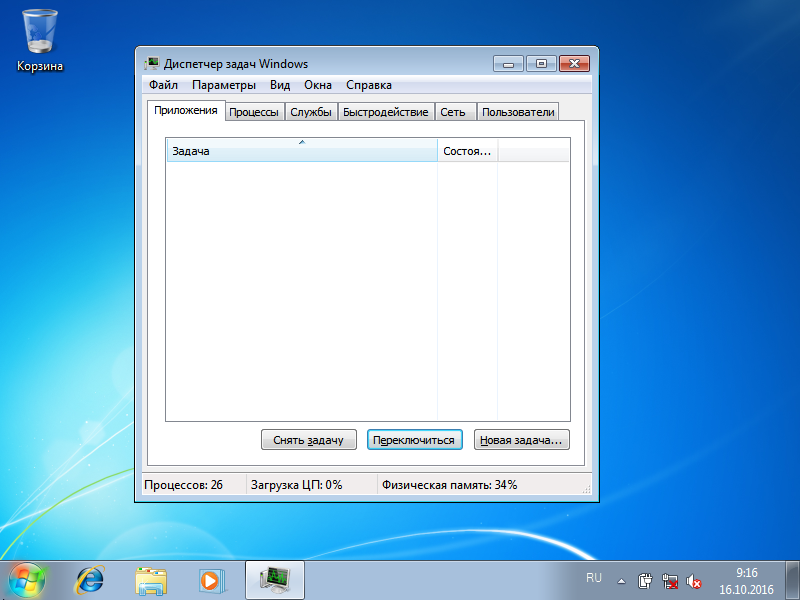 Корзина
Диспетчер задач Windows
Файл Параметры Вид Окна Справка
Приложения Процессы Службы Быстродействие Сеть Пользователи
Задача Состоя...
Снять задачу Переключиться Новая задача...
Процессов: 26 Загрузка ЦП: 0% Физическая память: 34%
RU 9:16
16.10.2016